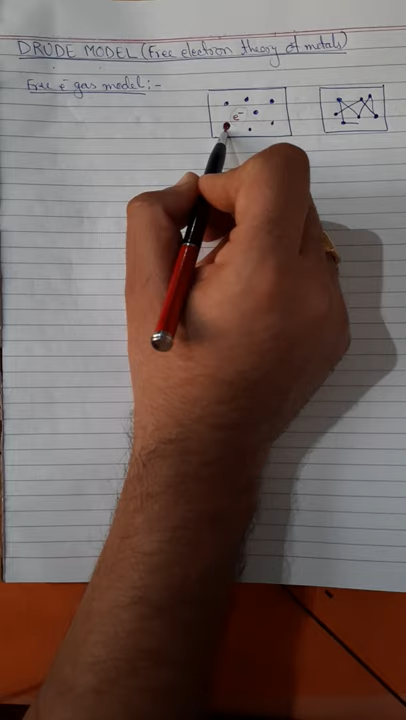 DRUDE MODEL (Free electron theory of metals)
Free e⁻ gas model:-
e⁻